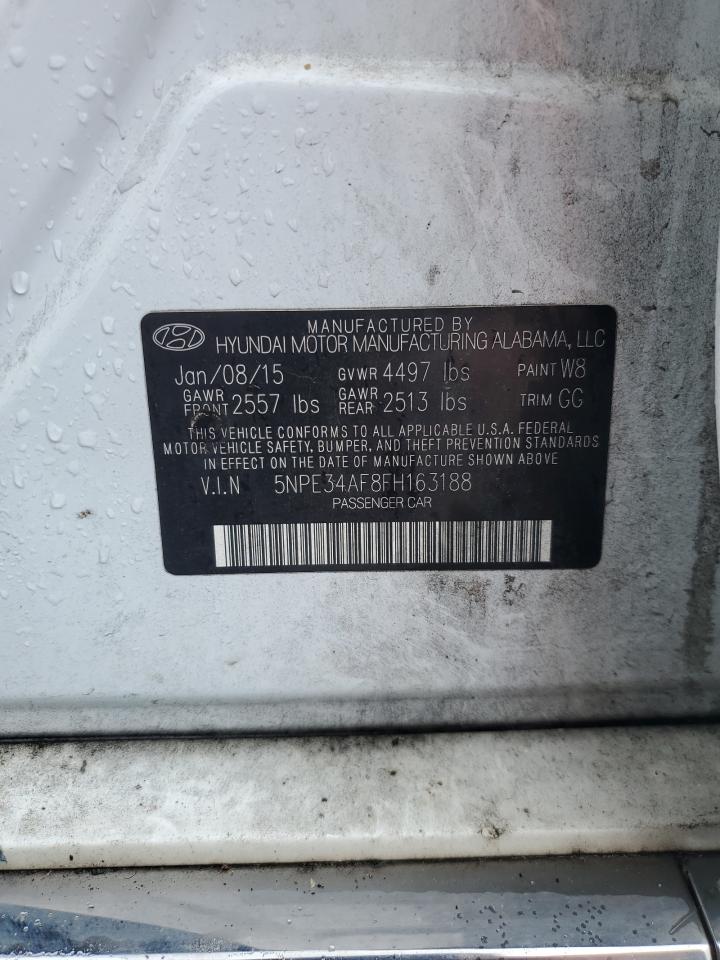 MANUFACTURED BY
HYUNDAI MOTOR MANUFACTURING ALABAMA, LLC
Jan/08/15 GVWR 4497 lbs PAINT W8
GAWR FRONT 2557 lbs GAWR REAR 2513 lbs TRIM GG
THIS VEHICLE CONFORMS TO ALL APPLICABLE U.S.A. FEDERAL
MOTOR VEHICLE SAFETY, BUMPER, AND THEFT PREVENTION STANDARDS
IN EFFECT ON THE DATE OF MANUFACTURE SHOWN ABOVE
V.I.N 5NPE34AF8FH163188
PASSENGER CAR